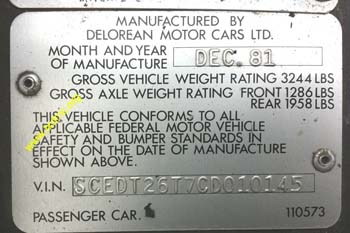 MANUFACTURED BY
DELOREAN MOTOR CARS LTD.
MONTH AND YEAR
OF MANUFACTURE DEC. 81
GROSS VEHICLE WEIGHT RATING 3244 LBS
GROSS AXLE WEIGHT RATING FRONT 1286 LBS
REAR 1958 LBS
THIS VEHICLE CONFORMS TO ALL
APPLICABLE FEDERAL MOTOR VEHICLE
SAFETY AND BUMPER STANDARDS IN
EFFECT ON THE DATE OF MANUFACTURE
SHOWN ABOVE.
V.I.N. SCEDT26T7CD010145
PASSENGER CAR. 110573